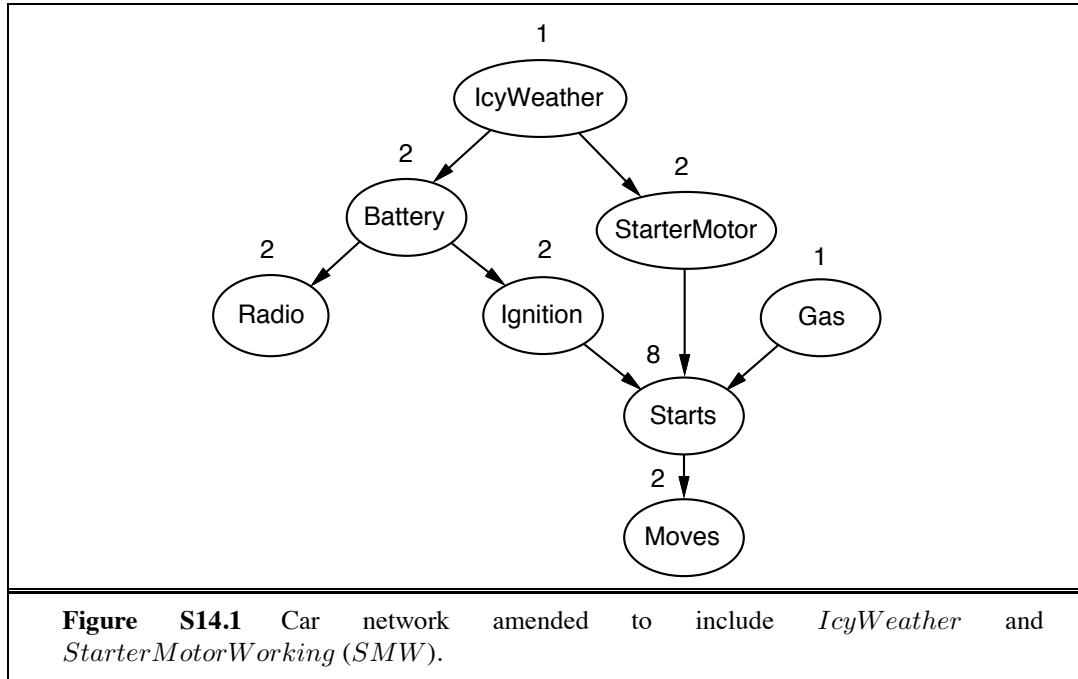 1
IcyWeather
2
2
Battery
StarterMotor
2
2
1
Radio
Ignition
Gas
8
Starts
2
Moves
Figure S14.1 Car network amended to include IcyWeather and
StarterMotorWorking (SMW).